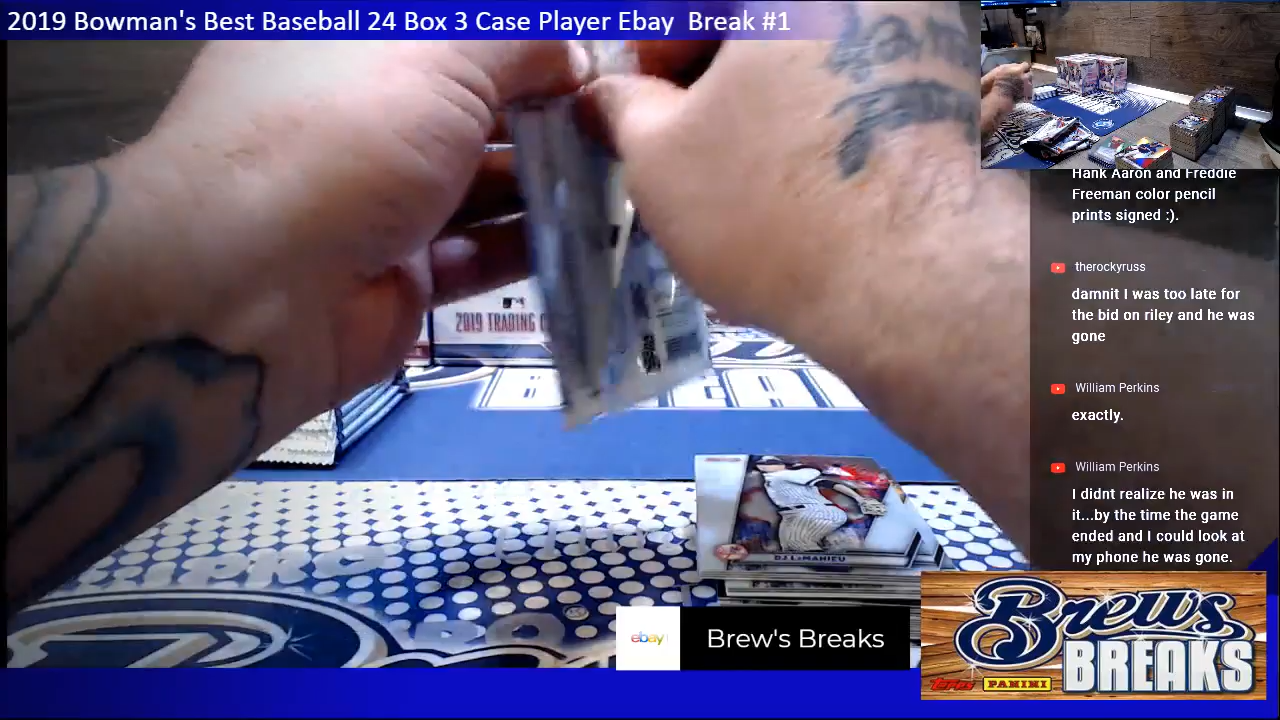 2019 Bowman's Best Baseball 24 Box 3 Case Player Ebay  Break #1
Hank Aaron and Freddie
Freeman color pencil
prints signed :).
therockyruss
damnit I was too late for
the bid on riley and he was
gone
William Perkins
exactly.
William Perkins
I didnt realize he was in
it...by the time the game
ended and I could look at
my phone he was gone.
2019 TRADING
DJ LeMAHIEU
ebay
Brew's Breaks
Brew's
BREAKS
Topps PANINI